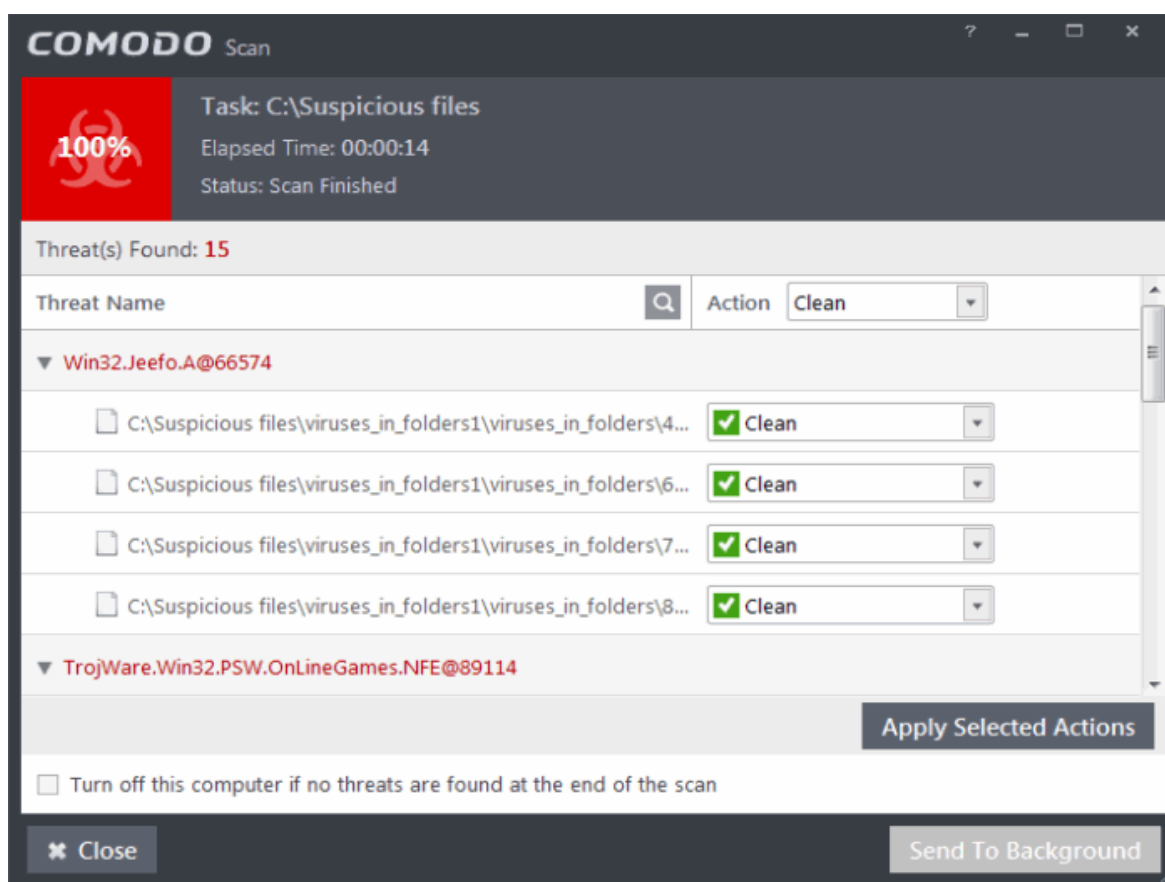 COMODO Scan
Task: C:\Suspicious files
100%
Elapsed Time: 00:00:14
Status: Scan Finished
Threat(s) Found: 15
Threat Name Action Clean
Win32.Jeefo.A@66574
C:\Suspicious files\viruses_in_folders1\viruses_in_folders\4... Clean
C:\Suspicious files\viruses_in_folders1\viruses_in_folders\6... Clean
C:\Suspicious files\viruses_in_folders1\viruses_in_folders\7... Clean
C:\Suspicious files\viruses_in_folders1\viruses_in_folders\8... Clean
TrojWare.Win32.PSW.OnLineGames.NFE@89114
Apply Selected Actions
Turn off this computer if no threats are found at the end of the scan
Close Send To Background